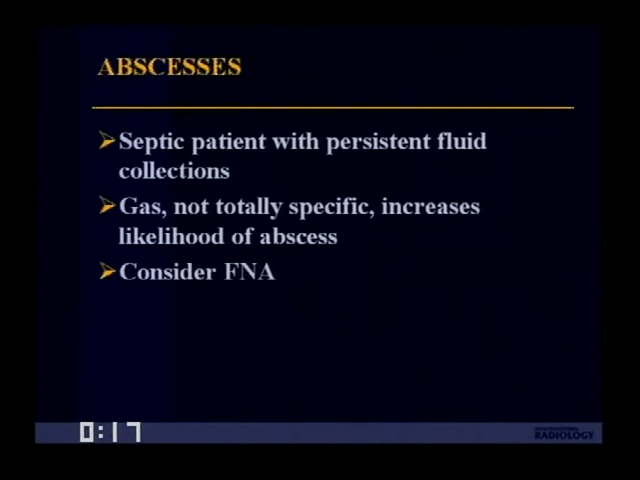 ABSCESSES
➢Septic patient with persistent fluid
collections
➢Gas, not totally specific, increases
likelihood of abscess
➢Consider FNA
0:17
RADIOLOGY